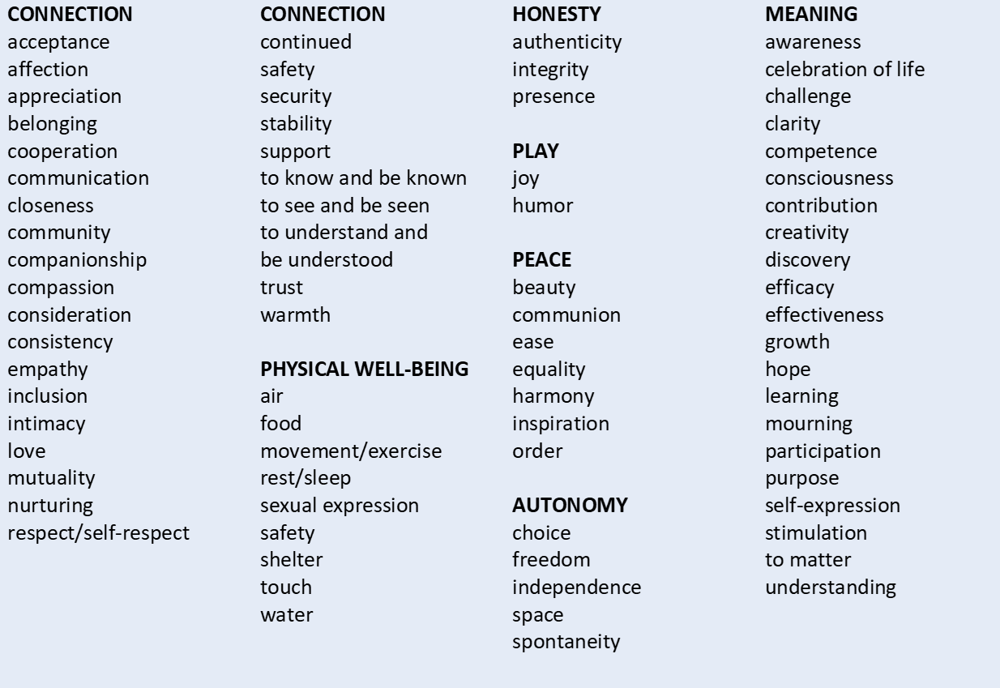 CONNECTION
acceptance
affection
appreciation
belonging
cooperation
communication
closeness
community
companionship
compassion
consideration
consistency
empathy
inclusion
intimacy
love
mutuality
nurturing
respect/self-respect
CONNECTION
continued
safety
security
stability
support
to know and be known
to see and be seen
to understand and
be understood
trust
warmth
PHYSICAL WELL-BEING
air
food
movement/exercise
rest/sleep
sexual expression
safety
shelter
touch
water
HONESTY
authenticity
integrity
presence
PLAY
joy
humor
PEACE
beauty
communion
ease
equality
harmony
inspiration
order
AUTONOMY
choice
freedom
independence
space
spontaneity
MEANING
awareness
celebration of life
challenge
clarity
competence
consciousness
contribution
creativity
discovery
efficacy
effectiveness
growth
hope
learning
mourning
participation
purpose
self-expression
stimulation
to matter
understanding